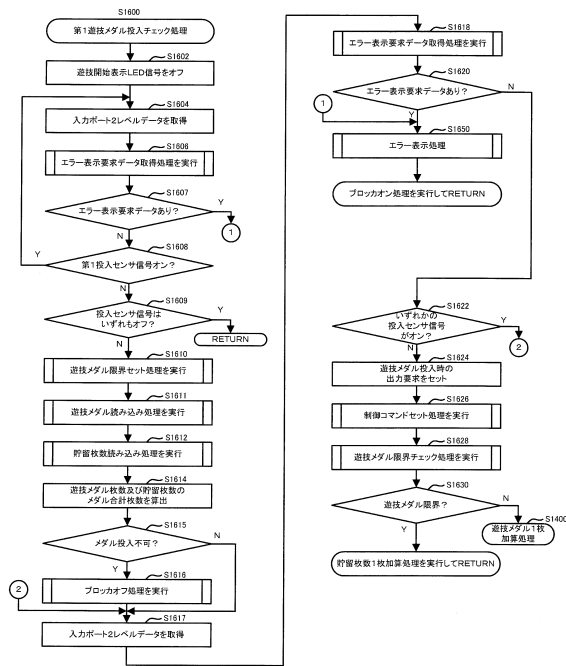 S1600
第1遊技メダル投入チェック処理
S1602
遊技開始表示LED信号をオフ
S1604
入力ポート2レベルデータを取得
S1606
エラー表示要求データ取得処理を実行
S1607
エラー表示要求データあり？
Y
1
N
S1608
第1投入センサ信号オン？
Y
N
S1609
投入センサ信号は
いずれもオフ？
Y
RETURN
N
S1610
遊技メダル限界セット処理を実行
S1611
遊技メダル読み込み処理を実行
S1612
貯留枚数読み込み処理を実行
S1614
遊技メダル枚数及び貯留枚数の
メダル合計枚数を算出
S1615
メダル投入不可？
N
Y
S1616
ブロッカオフ処理を実行
2
S1617
入力ポート2レベルデータを取得
S1618
エラー表示要求データ取得処理を実行
S1620
エラー表示要求データあり？
N
1
Y
S1650
エラー表示処理
ブロッカオン処理を実行してRETURN
S1622
いずれかの
投入センサ信号
がオン？
Y
2
N
S1624
遊技メダル投入時の
出力要求をセット
S1626
制御コマンドセット処理を実行
S1628
遊技メダル限界チェック処理を実行
S1630
遊技メダル限界？
N
S1400
遊技メダル1枚
加算処理
Y
貯留枚数1枚加算処理を実行してRETURN